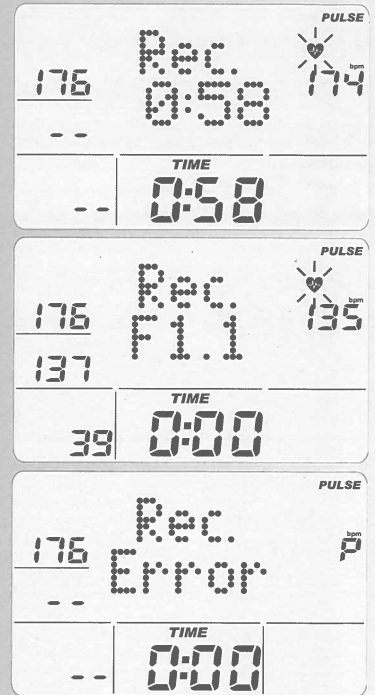 PULSE
Rec.
176
bpm
174
0:58
- -
TIME
- -
0:58
PULSE
Rec.
176
bpm
135
F1.1
137
TIME
39
0:00
PULSE
Rec.
176
bpm
P
Error
- -
TIME
- -
0:00